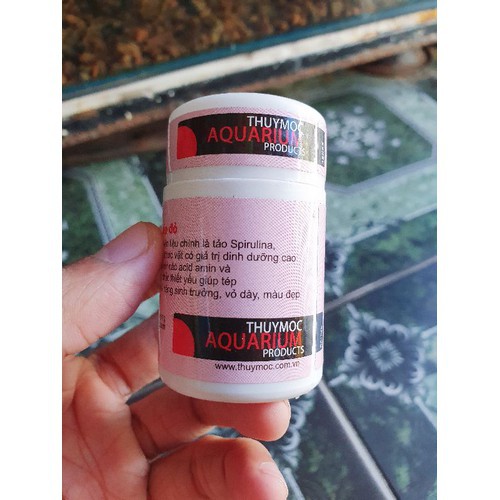 THUYMOC
AQUARIUM
PRODUCTS
đỏ
liệu chính là tảo Spirulina,
vật có giá trị dinh dưỡng cao
acid amin và
thiết yếu giúp tép
sinh trưởng, vỏ dày, màu đẹp
THUYMOC
AQUARIUM
PRODUCTS
www.thuymoc.com.vn